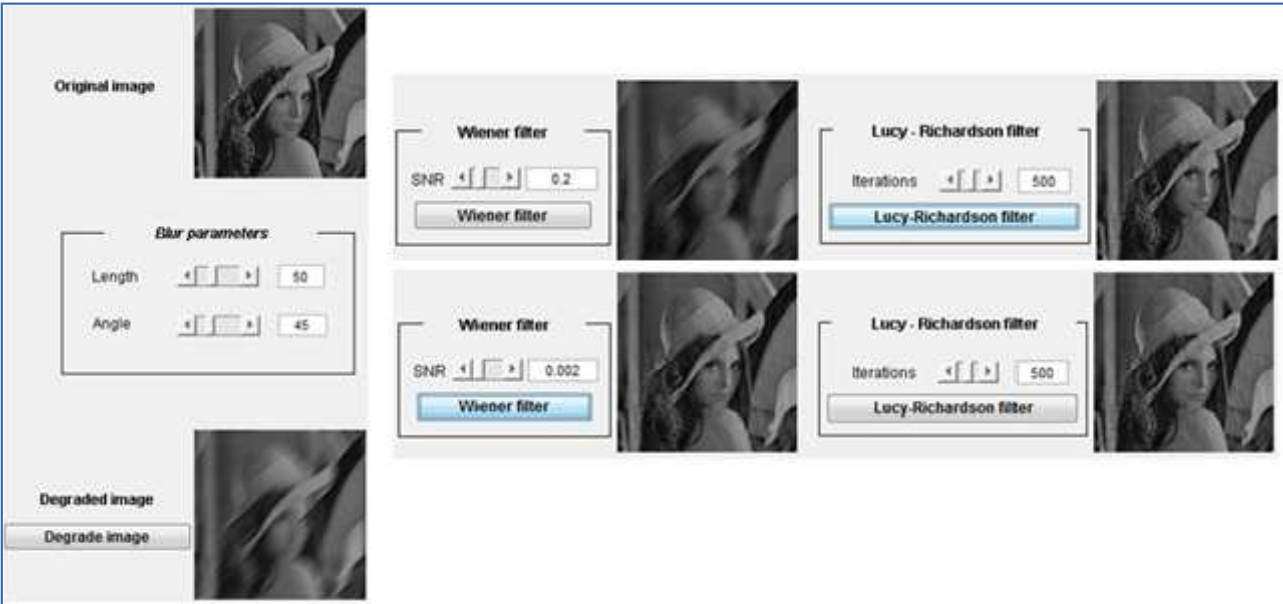 Original image
Blur parameters
Length 50
Angle 45
Degraded image
Degrade image
Wiener filter
SNR 0.2
Wiener filter
Lucy - Richardson filter
Iterations 500
Lucy-Richardson filter
Wiener filter
SNR 0.002
Wiener filter
Lucy - Richardson filter
Iterations 500
Lucy-Richardson filter